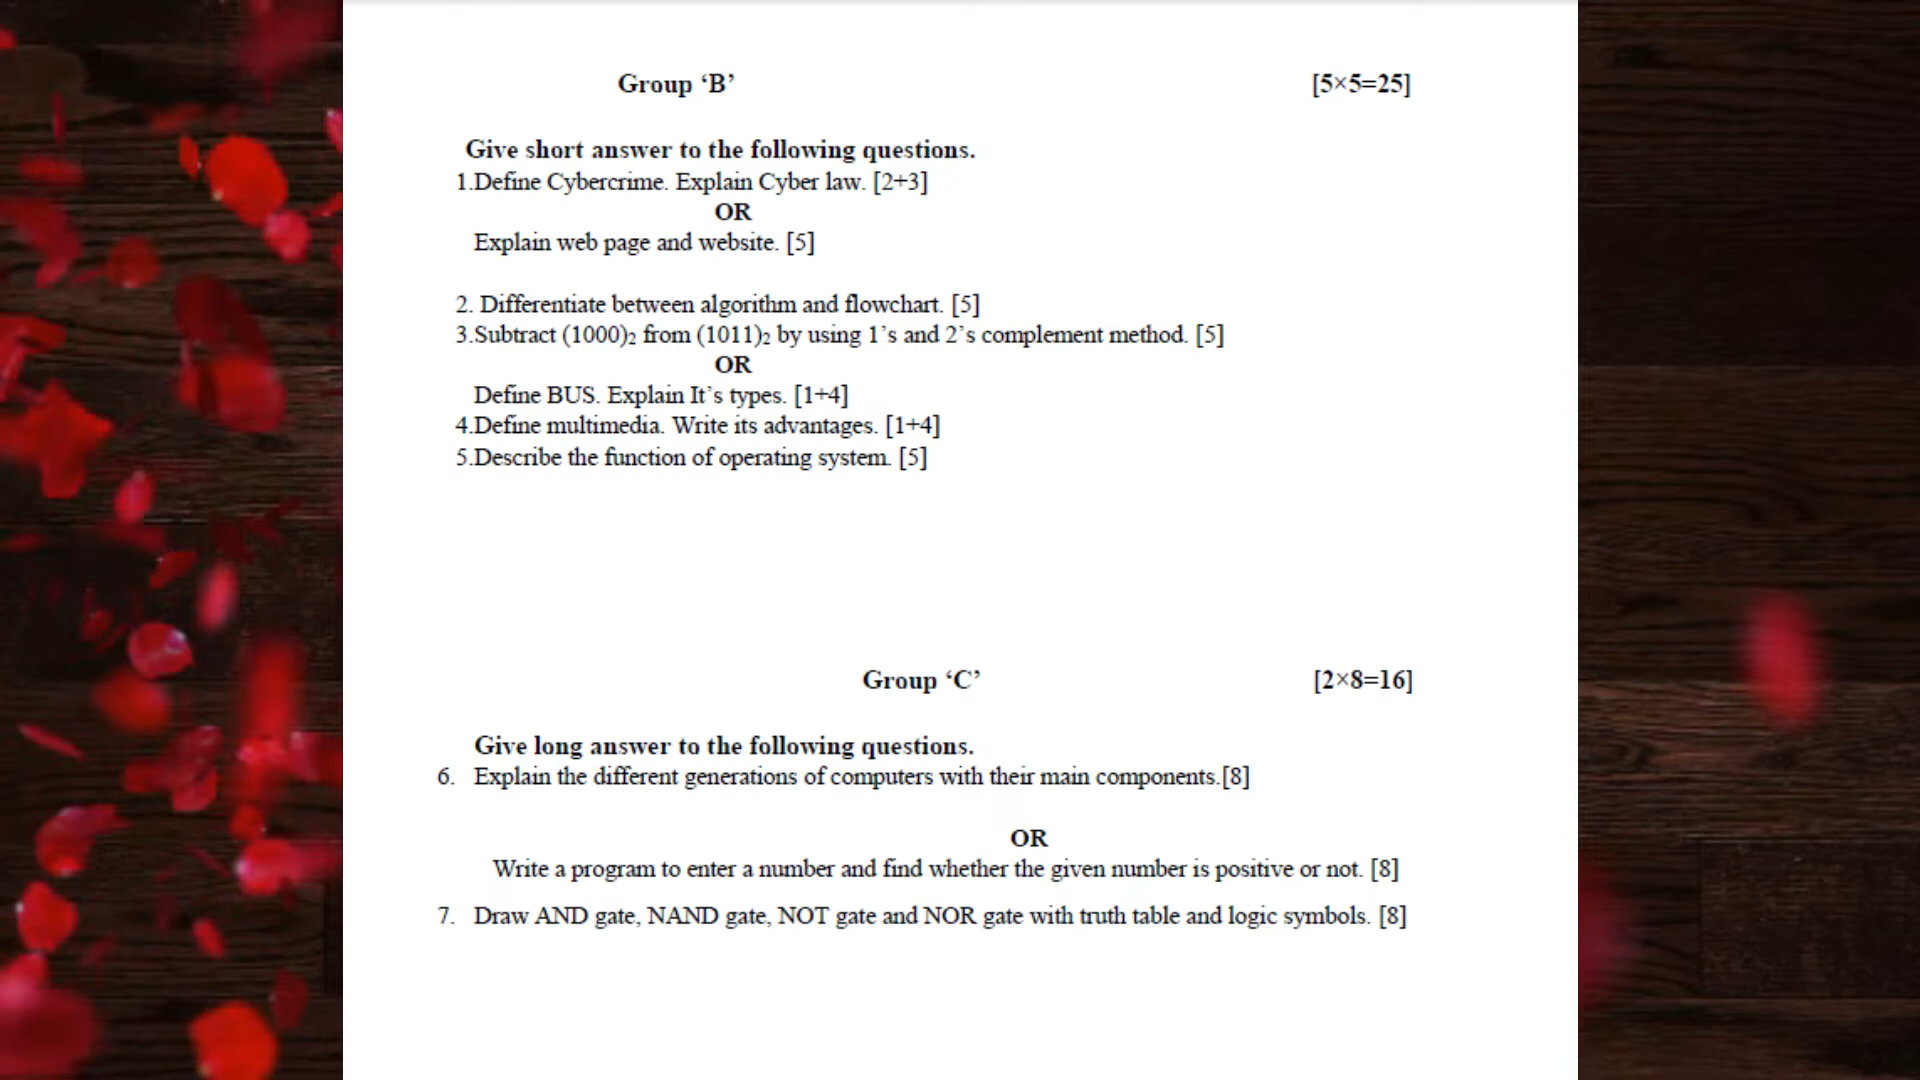 Group ‘B’ [5×5=25]
Give short answer to the following questions.
1.Define Cybercrime. Explain Cyber law. [2+3]
OR
Explain web page and website. [5]
2. Differentiate between algorithm and flowchart. [5]
3.Subtract (1000)₂ from (1011)₂ by using 1’s and 2’s complement method. [5]
OR
Define BUS. Explain It’s types. [1+4]
4.Define multimedia. Write its advantages. [1+4]
5.Describe the function of operating system. [5]
Group ‘C’ [2×8=16]
Give long answer to the following questions.
6. Explain the different generations of computers with their main components.[8]
OR
Write a program to enter a number and find whether the given number is positive or not. [8]
7. Draw AND gate, NAND gate, NOT gate and NOR gate with truth table and logic symbols. [8]